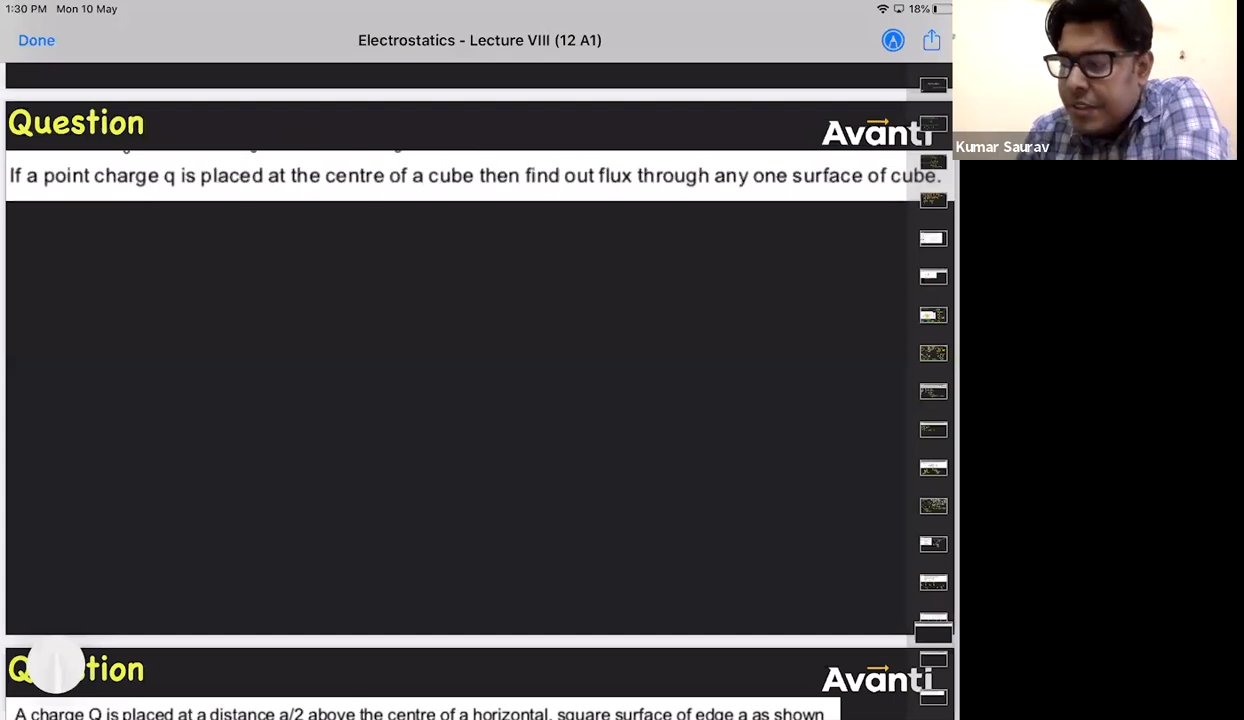 1:30 PM Mon 10 May
18%
Done
Electrostatics - Lecture VIII (12 A1)
Question
Avanti
Kumar Saurav
If a point charge q is placed at the centre of a cube then find out flux through any one surface of cube.
Question
Avanti
A charge Q is placed at a distance a/2 above the centre of a horizontal, square surface of edge a as shown